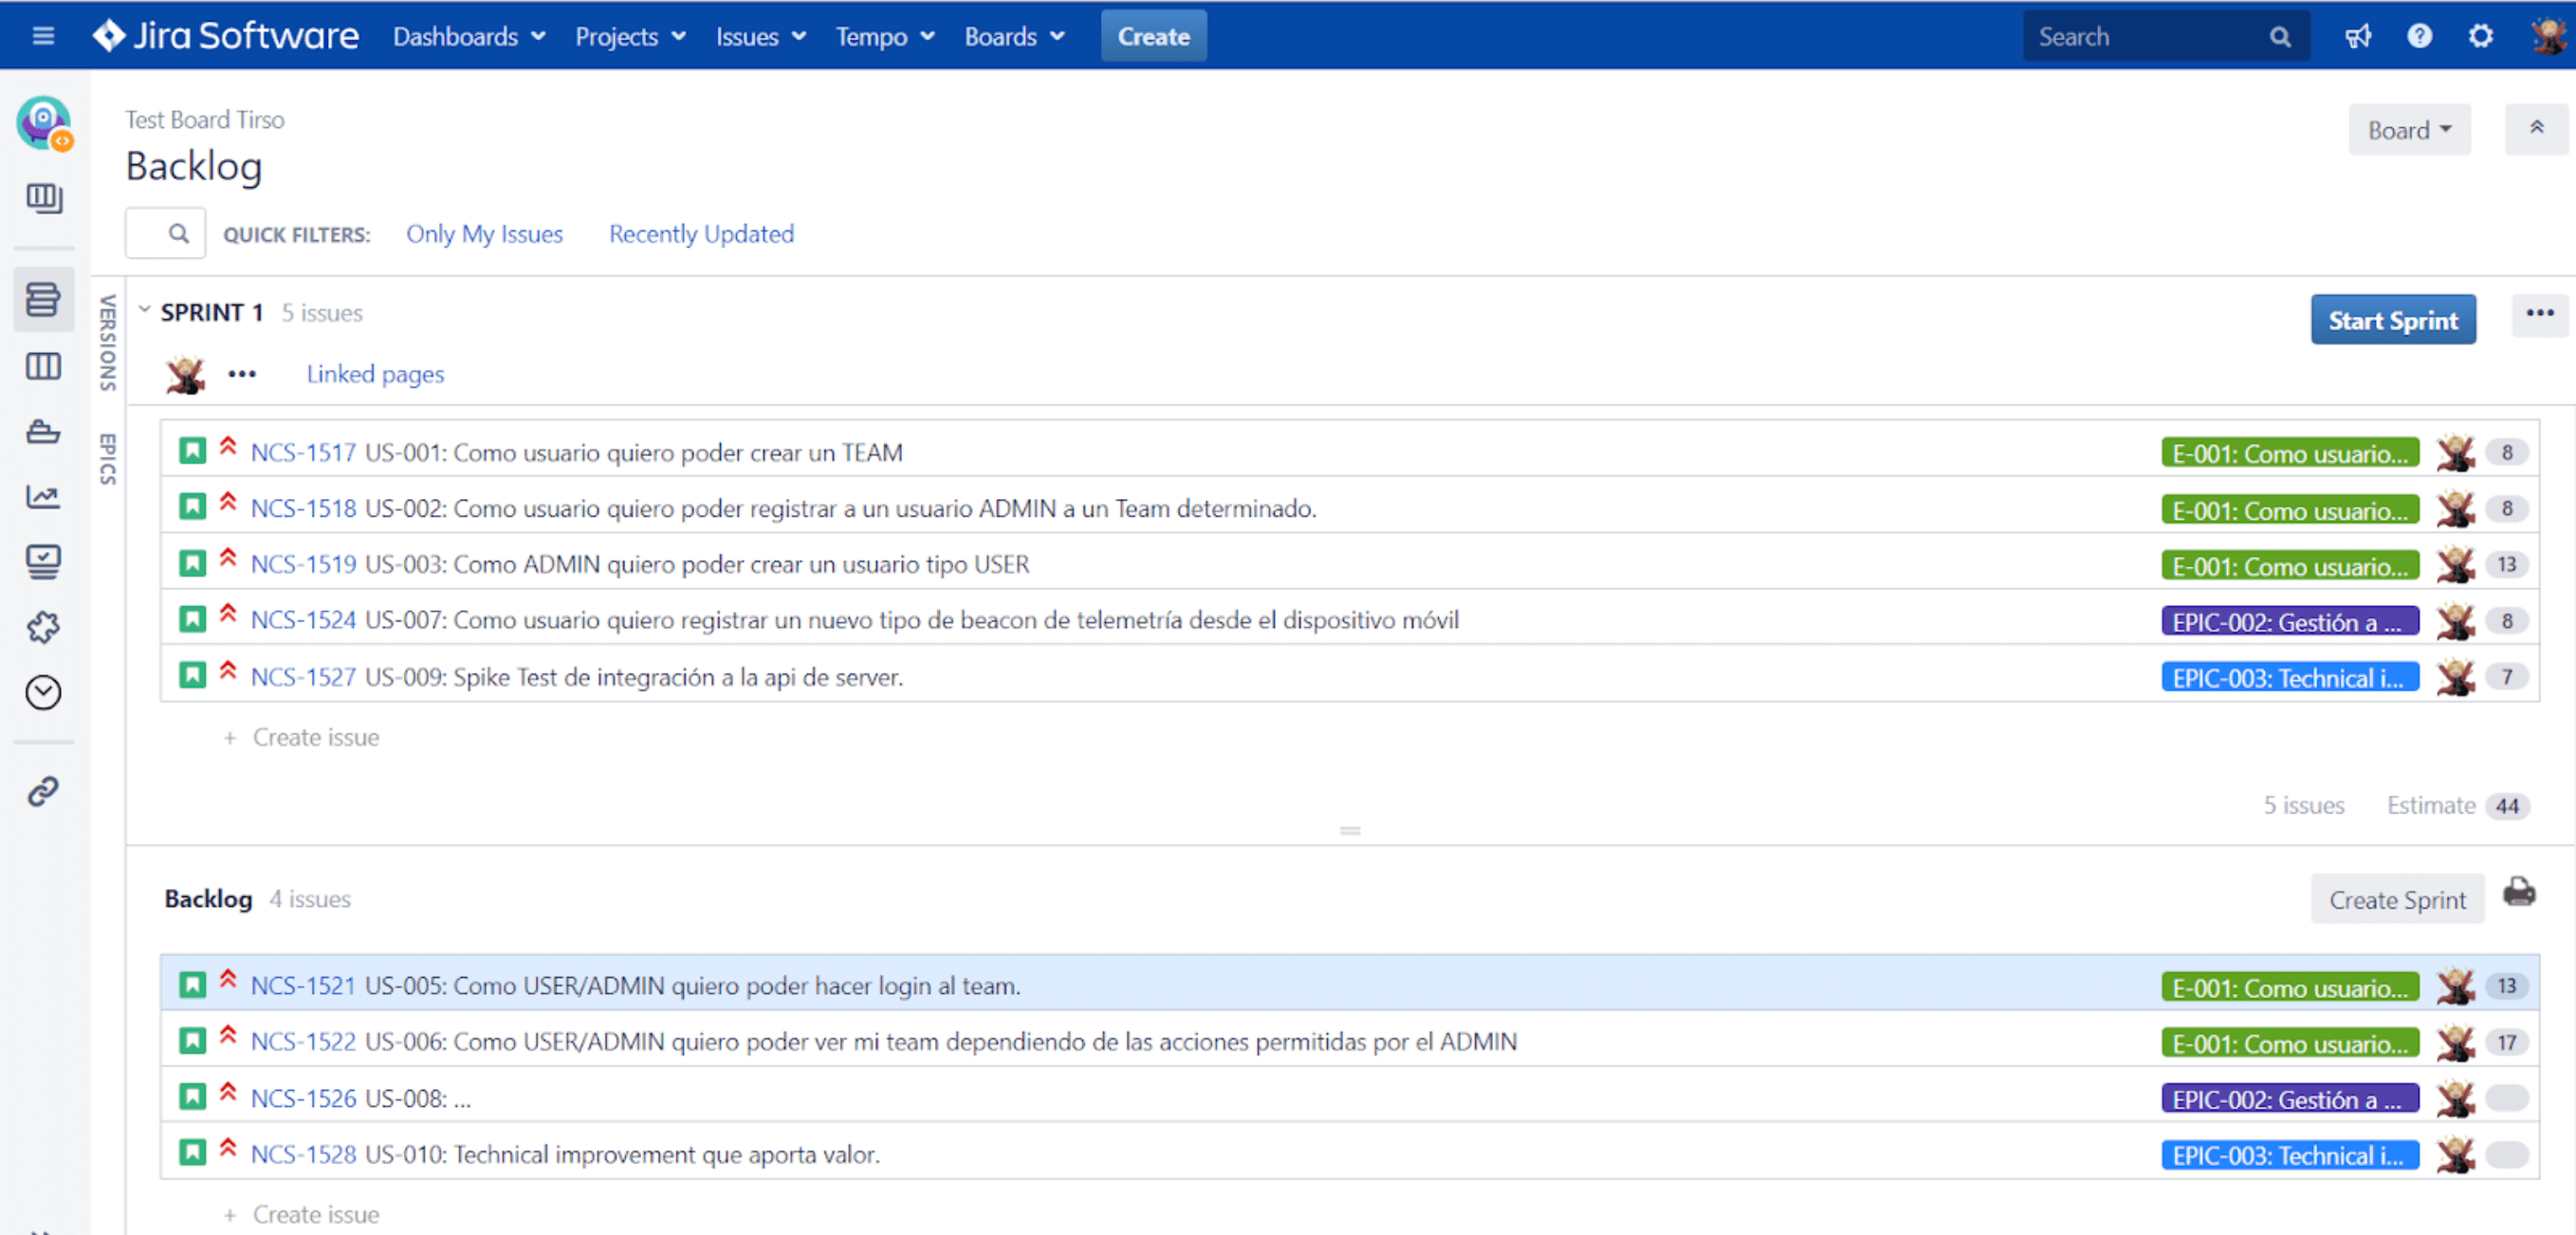 Jira Software Dashboards Projects Issues Tempo Boards Create Search
Test Board Tirso
Board
Backlog
QUICK FILTERS: Only My Issues Recently Updated
VERSIONS
EPICS
SPRINT 1 5 issues
Start Sprint
Linked pages
NCS-1517 US-001: Como usuario quiero poder crear un TEAM E-001: Como usuario... 8
NCS-1518 US-002: Como usuario quiero poder registrar a un usuario ADMIN a un Team determinado. E-001: Como usuario... 8
NCS-1519 US-003: Como ADMIN quiero poder crear un usuario tipo USER E-001: Como usuario... 13
NCS-1524 US-007: Como usuario quiero registrar un nuevo tipo de beacon de telemetría desde el dispositivo móvil EPIC-002: Gestión a ... 8
NCS-1527 US-009: Spike Test de integración a la api de server. EPIC-003: Technical i... 7
+ Create issue
5 issues Estimate 44
Backlog 4 issues
Create Sprint
NCS-1521 US-005: Como USER/ADMIN quiero poder hacer login al team. E-001: Como usuario... 13
NCS-1522 US-006: Como USER/ADMIN quiero poder ver mi team dependiendo de las acciones permitidas por el ADMIN E-001: Como usuario... 17
NCS-1526 US-008: ... EPIC-002: Gestión a ...
NCS-1528 US-010: Technical improvement que aporta valor. EPIC-003: Technical i...
+ Create issue